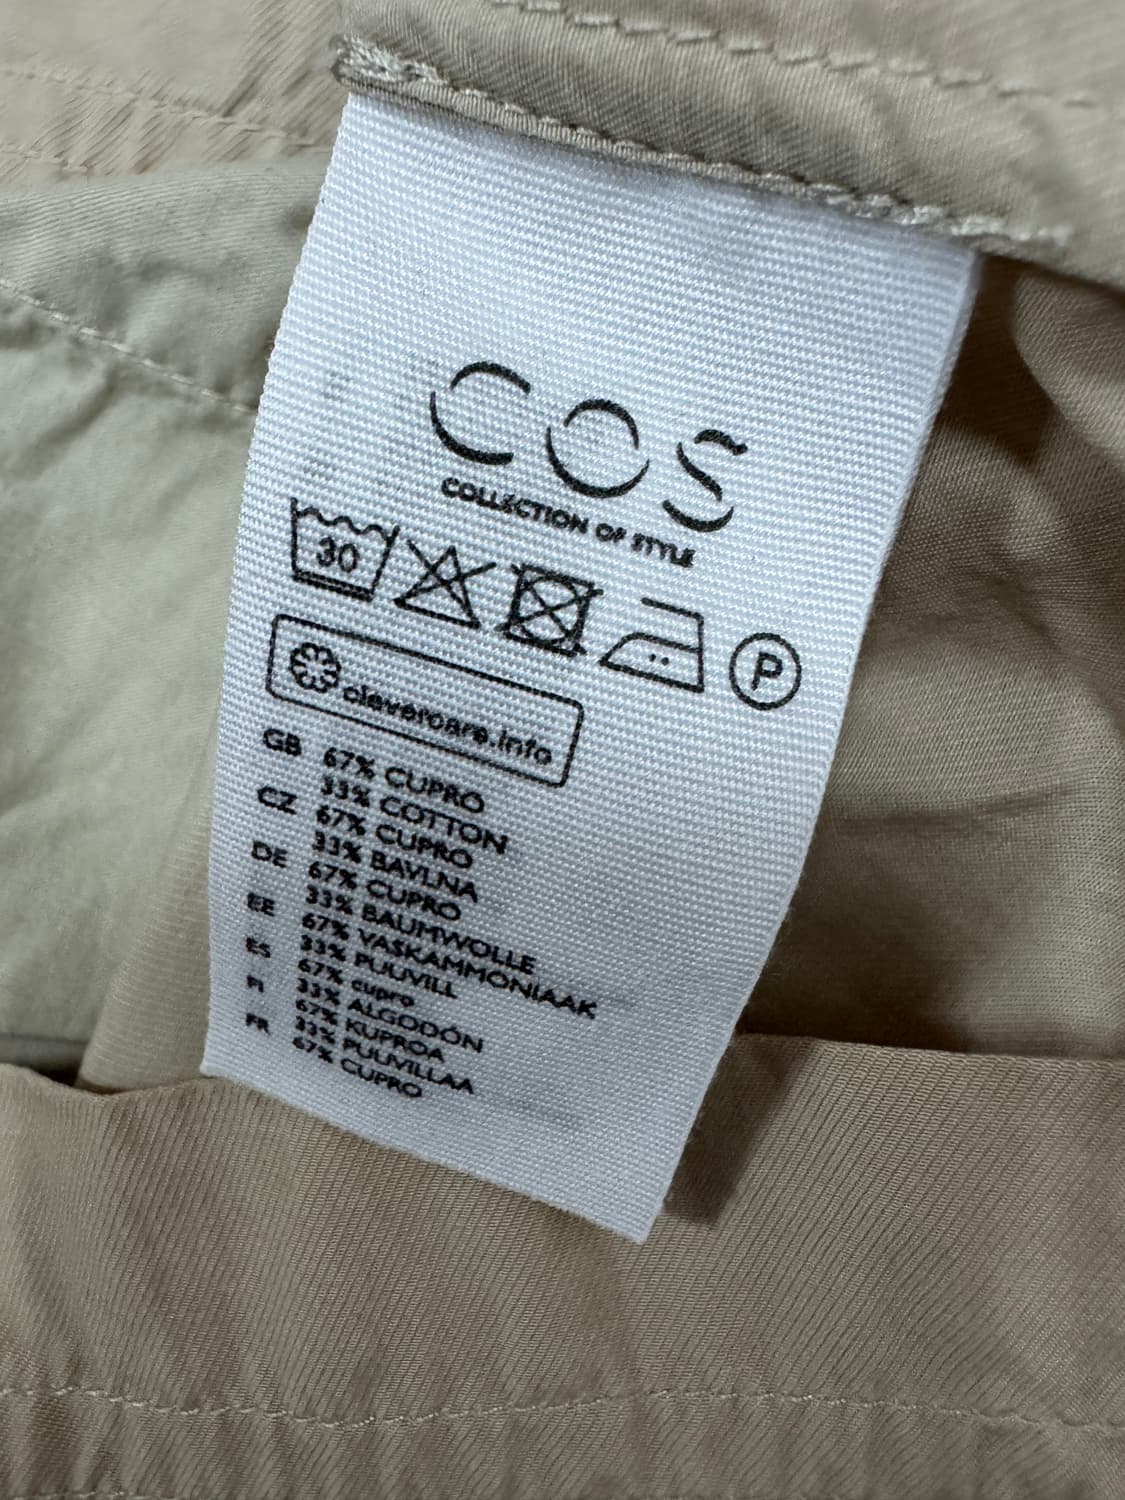 COS
COLLECTION OF STYLE
30
P
clevercare.info
GB 67% CUPRO
33% COTTON
CZ 67% CUPRO
33% BAVLNA
DE 67% CUPRO
33% BAUMWOLLE
EE 67% VASKAMMONIAAK
33% PUUVILL
ES 67% cupro
33% ALGODÓN
FI 67% KUPROA
33% PUUVILLAA
FR 67% CUPRO